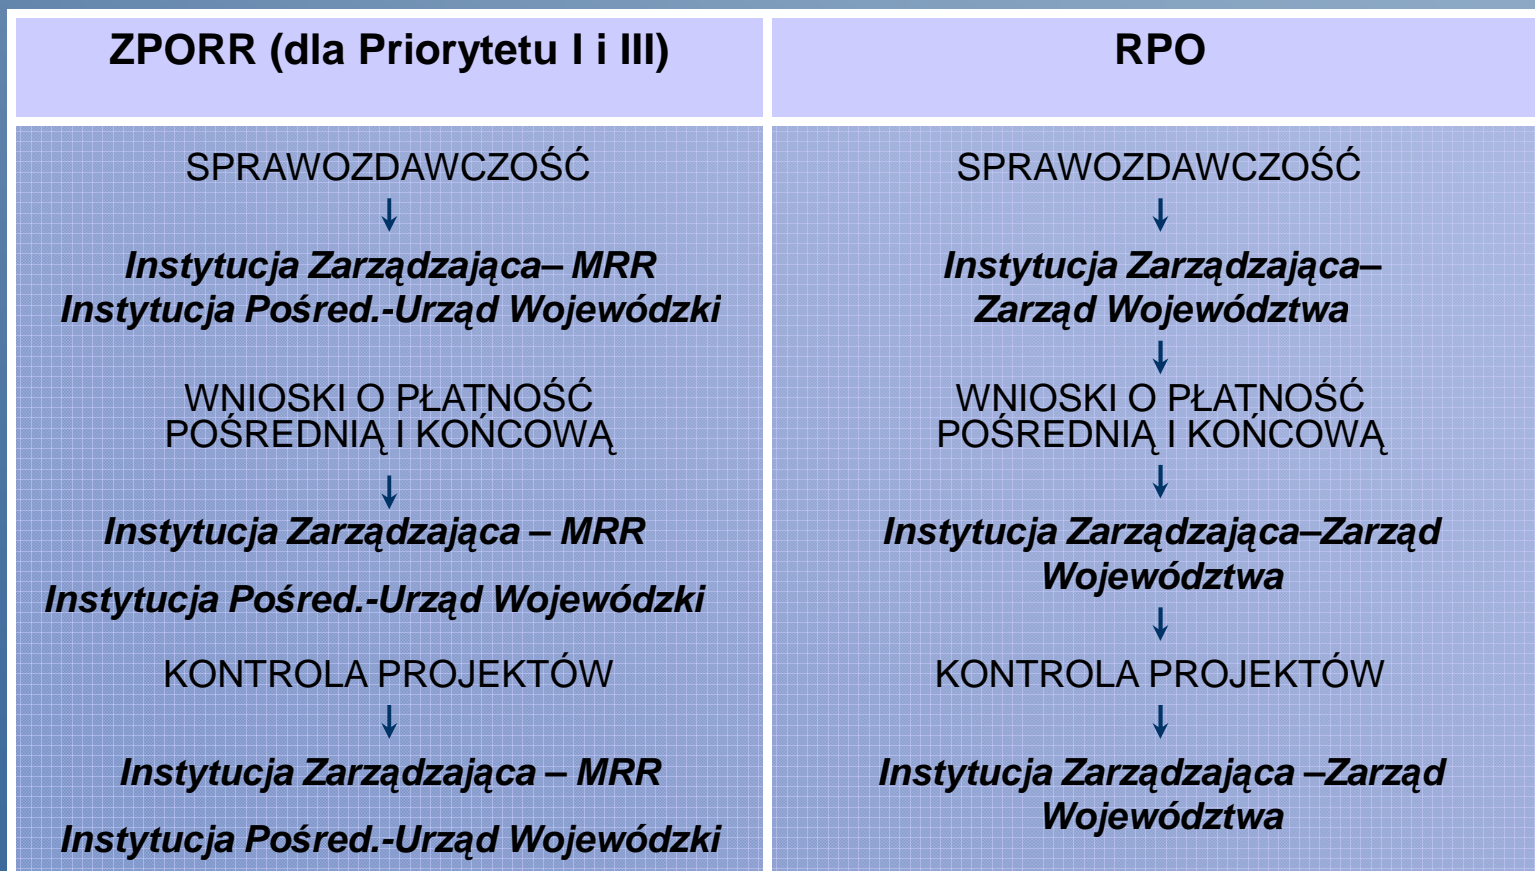 ZPORR (dla Priorytetu I i III)
SPRAWOZDAWCZOŚĆ
Instytucja Zarządzająca– MRR
Instytucja Pośred.-Urząd Wojewódzki
WNIOSKI O PŁATNOŚĆ
POŚREDNIĄ I KOŃCOWĄ
Instytucja Zarządzająca – MRR
Instytucja Pośred.-Urząd Wojewódzki
KONTROLA PROJEKTÓW
Instytucja Zarządzająca – MRR
Instytucja Pośred.-Urząd Wojewódzki
RPO
SPRAWOZDAWCZOŚĆ
Instytucja Zarządzająca–
Zarząd Województwa
WNIOSKI O PŁATNOŚĆ
POŚREDNIĄ I KOŃCOWĄ
Instytucja Zarządzająca–Zarząd
Województwa
KONTROLA PROJEKTÓW
Instytucja Zarządzająca –Zarząd
Województwa